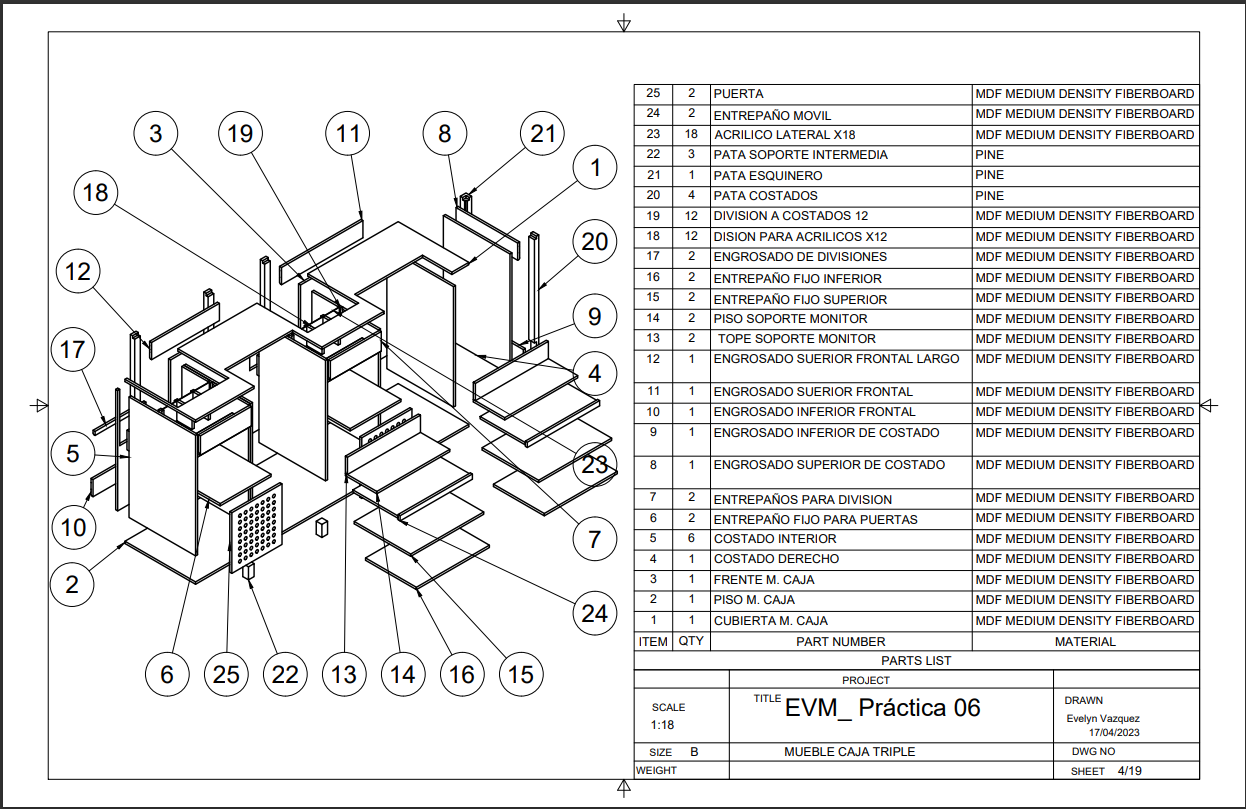 3
19
11
8
21
1
18
20
12
9
17
4
5
23
10
7
2
24
6
25
22
13
14
16
15
25 2 PUERTA MDF MEDIUM DENSITY FIBERBOARD
24 2 ENTREPAÑO MOVIL MDF MEDIUM DENSITY FIBERBOARD
23 18 ACRILICO LATERAL X18 MDF MEDIUM DENSITY FIBERBOARD
22 3 PATA SOPORTE INTERMEDIA PINE
21 1 PATA ESQUINERO PINE
20 4 PATA COSTADOS PINE
19 12 DIVISION A COSTADOS 12 MDF MEDIUM DENSITY FIBERBOARD
18 12 DISION PARA ACRILICOS X12 MDF MEDIUM DENSITY FIBERBOARD
17 2 ENGROSADO DE DIVISIONES MDF MEDIUM DENSITY FIBERBOARD
16 2 ENTREPAÑO FIJO INFERIOR MDF MEDIUM DENSITY FIBERBOARD
15 2 ENTREPAÑO FIJO SUPERIOR MDF MEDIUM DENSITY FIBERBOARD
14 2 PISO SOPORTE MONITOR MDF MEDIUM DENSITY FIBERBOARD
13 2 TOPE SOPORTE MONITOR MDF MEDIUM DENSITY FIBERBOARD
12 1 ENGROSADO SUERIOR FRONTAL LARGO MDF MEDIUM DENSITY FIBERBOARD
11 1 ENGROSADO SUERIOR FRONTAL MDF MEDIUM DENSITY FIBERBOARD
10 1 ENGROSADO INFERIOR FRONTAL MDF MEDIUM DENSITY FIBERBOARD
9 1 ENGROSADO INFERIOR DE COSTADO MDF MEDIUM DENSITY FIBERBOARD
8 1 ENGROSADO SUPERIOR DE COSTADO MDF MEDIUM DENSITY FIBERBOARD
7 2 ENTREPAÑOS PARA DIVISION MDF MEDIUM DENSITY FIBERBOARD
6 2 ENTREPAÑO FIJO PARA PUERTAS MDF MEDIUM DENSITY FIBERBOARD
5 6 COSTADO INTERIOR MDF MEDIUM DENSITY FIBERBOARD
4 1 COSTADO DERECHO MDF MEDIUM DENSITY FIBERBOARD
3 1 FRENTE M. CAJA MDF MEDIUM DENSITY FIBERBOARD
2 1 PISO M. CAJA MDF MEDIUM DENSITY FIBERBOARD
1 1 CUBIERTA M. CAJA MDF MEDIUM DENSITY FIBERBOARD
ITEM QTY PART NUMBER MATERIAL
PARTS LIST
PROJECT
SCALE
1:18
TITLE EVM_ Práctica 06
DRAWN
Evelyn Vazquez
17/04/2023
SIZE B MUEBLE CAJA TRIPLE DWG NO
WEIGHT SHEET 4/19